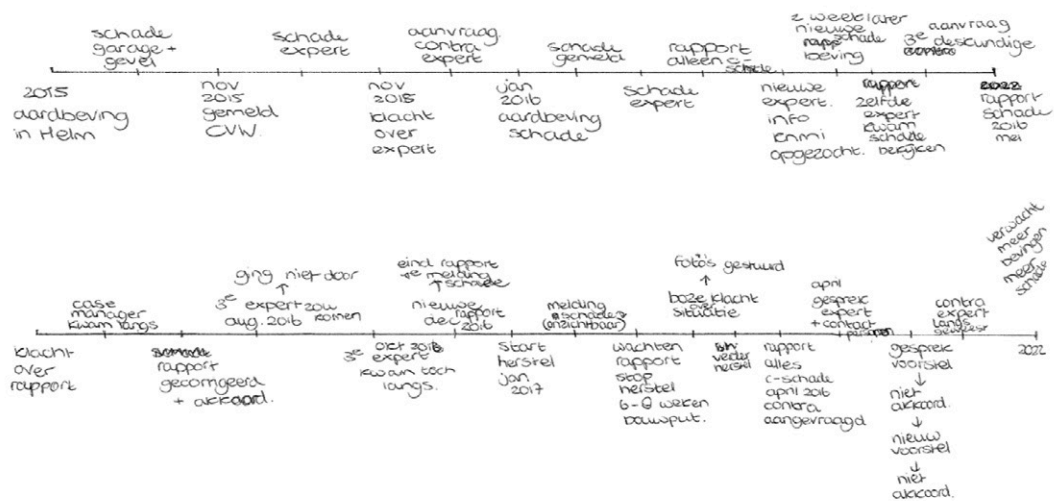 schade
garage +
gevel
schade
expert
aanvraag
contra
expert
schade
gemeld
rapport
alleen c-
schade
2 week later
nieuwe
schade
beving
aanvraag
3e deskundige
2015
aardbeving
in Helm
nov
2015
gemeld
CVW.
nov
2015
klacht
over
expert
jan
2016
aardbeving
schade
schade
expert
nieuwe
expert.
info
knmi
opgezocht.
rapport
zelfde
expert
kwam
schade
bekijken
rapport
schade
2016
mei
case
manager
kwam langs
ging niet door
↑
3e expert zou
komen
aug. 2016
eind rapport
1e melding
schade
↑
nieuwe
rapport
dec 2016
melding
schade
(onzichtbaar)
foto's gestuurd
↑
boze klacht
over
situatie
april
gesprek
expert
+ contact
persoon
contra
expert
langs
geweest
verwacht
meer
bevingen
meer
schade
klacht
over
rapport
rapport
gecorrigeerd
+ akkoord.
okt 2016
3e expert
kwam toch
langs.
start
herstel
jan
2017
wachten
rapport
stop
herstel
6-8 weken
bouwput.
verder
herstel
rapport
alles
c-schade
april 2016
contra
aangevraagd
gesprek
voorstel
↓
niet
akkoord.
↓
nieuw
voorstel
↓
niet
akkoord.
2022